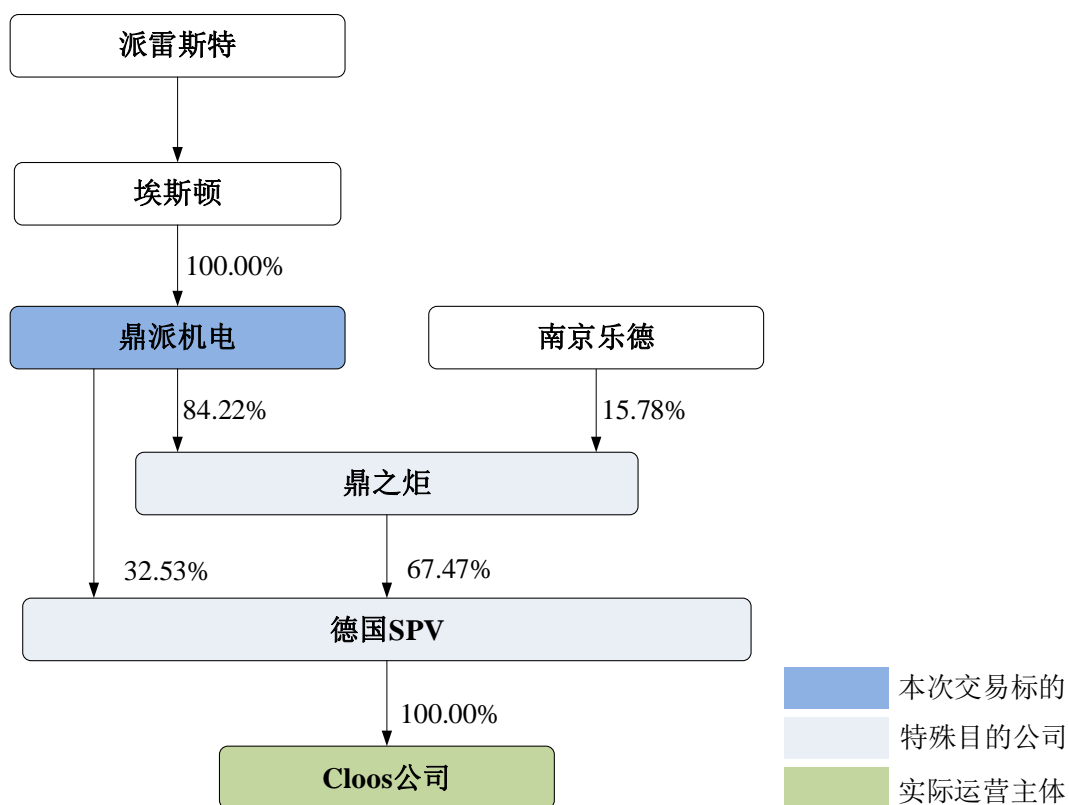 派雷斯特
埃斯顿
100.00%
鼎派机电
南京乐德
84.22%
15.78%
鼎之炬
32.53%
67.47%
德国SPV
100.00%
Cloos公司
本次交易标的
特殊目的公司
实际运营主体